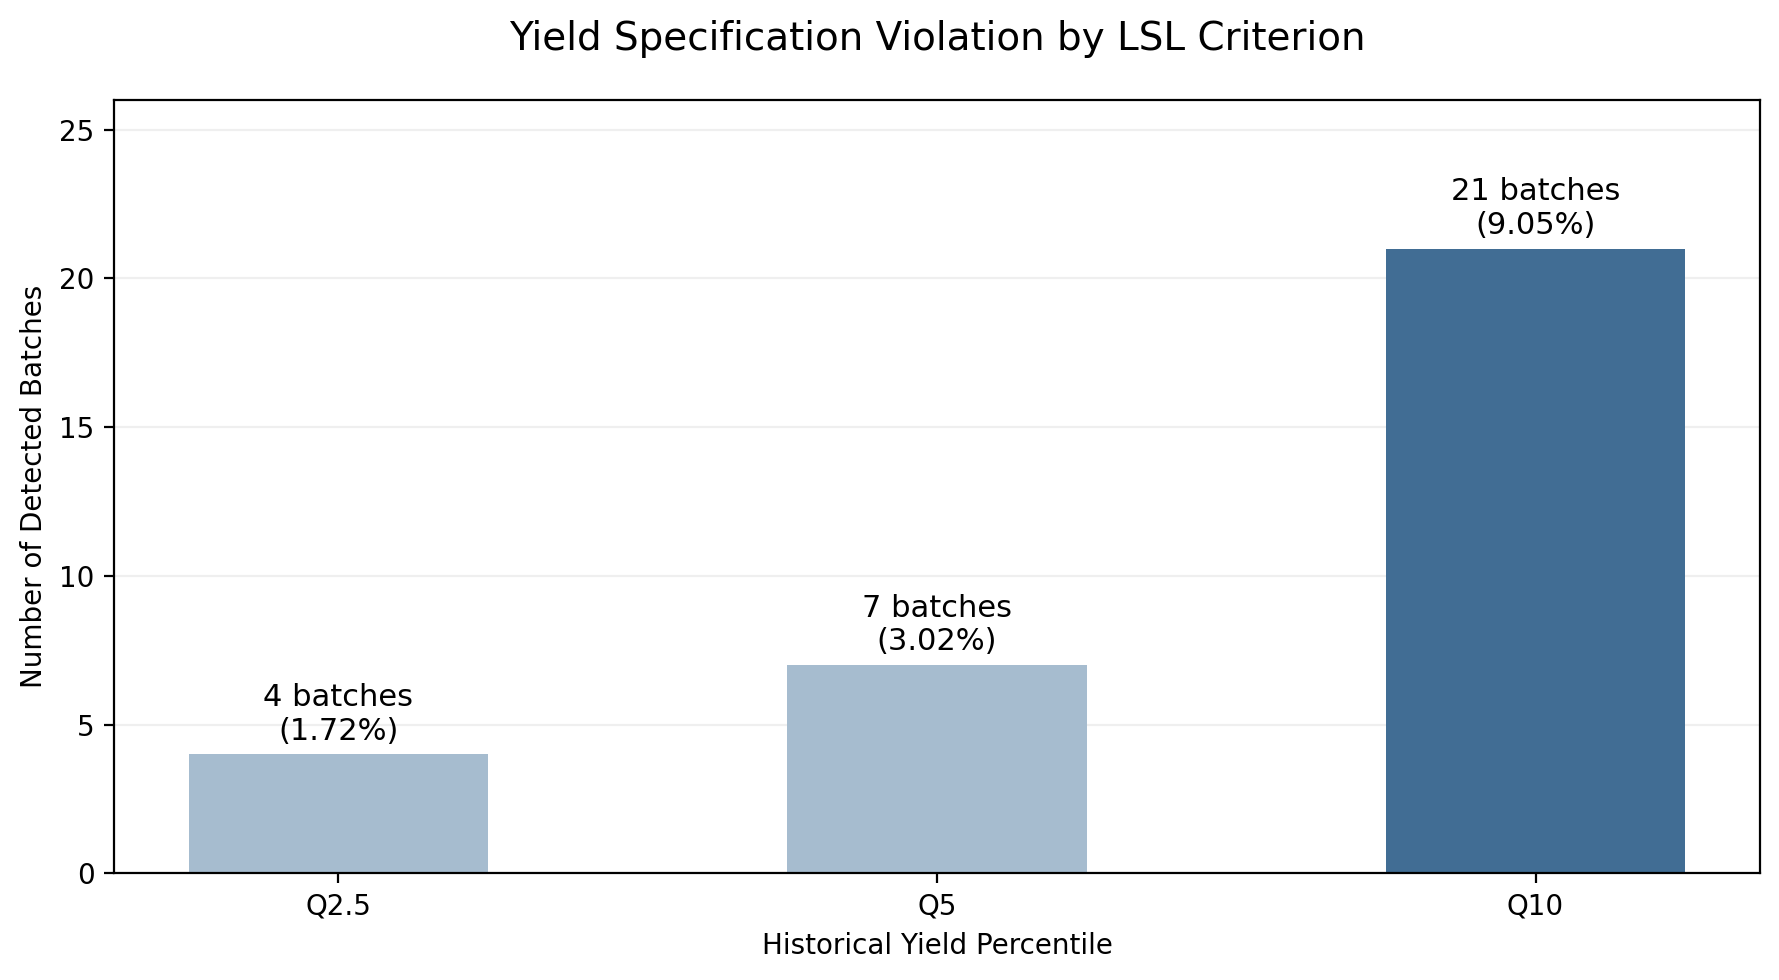 Yield Specification Violation by LSL Criterion
25
20
15
10
5
0
Number of Detected Batches
4 batches
(1.72%)
7 batches
(3.02%)
21 batches
(9.05%)
Q2.5
Q5
Q10
Historical Yield Percentile